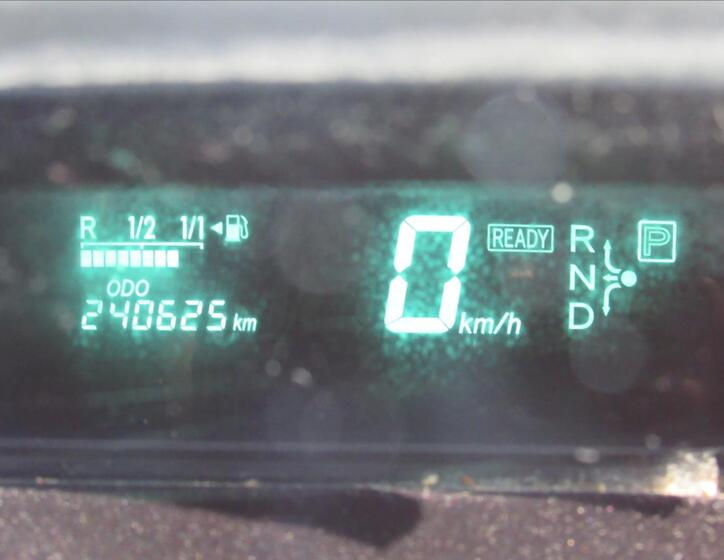 R 1/2 1/1
ODO
240625 km
0 km/h
READY
R
N
D
P